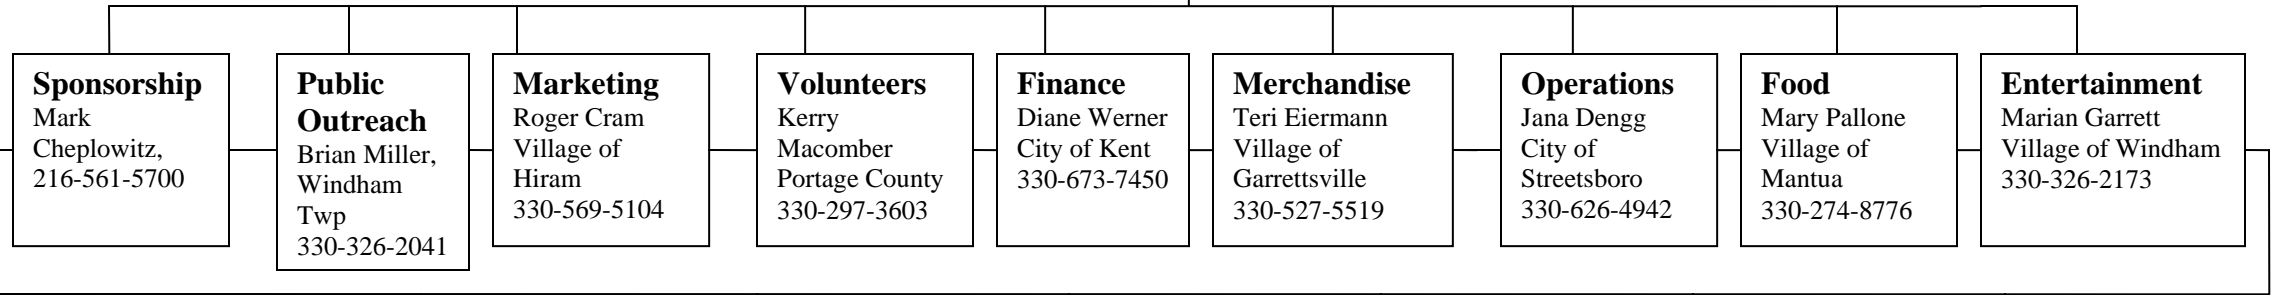 Sponsorship
Mark
Cheplowitz,
216-561-5700
Public
Outreach
Brian Miller,
Windham
Twp
330-326-2041
Marketing
Roger Cram
Village of
Hiram
330-569-5104
Volunteers
Kerry
Macomber
Portage County
330-297-3603
Finance
Diane Werner
City of Kent
330-673-7450
Merchandise
Teri Eiermann
Village of
Garrettsville
330-527-5519
Operations
Jana Dengg
City of
Streetsboro
330-626-4942
Food
Mary Pallone
Village of
Mantua
330-274-8776
Entertainment
Marian Garrett
Village of Windham
330-326-2173